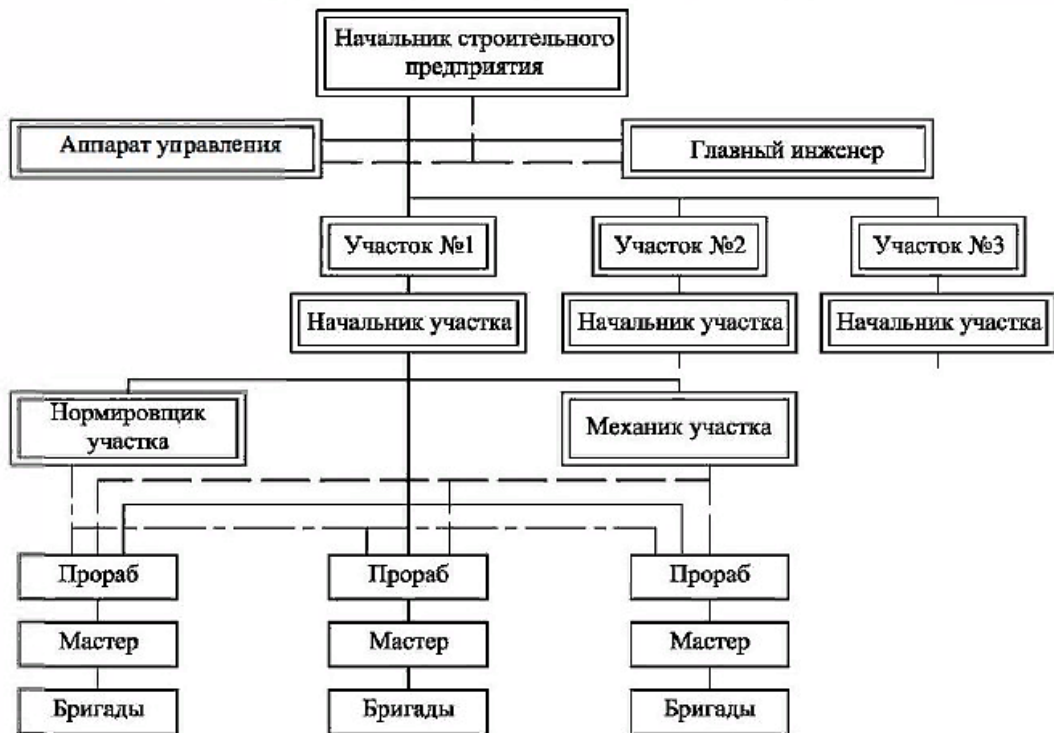 Начальник строительного
предприятия
Аппарат управления
Главный инженер
Участок №1
Участок №2
Участок №3
Начальник участка
Начальник участка
Начальник участка
Нормировщик
участка
Механик участка
Прораб
Прораб
Прораб
Мастер
Мастер
Мастер
Бригады
Бригады
Бригады